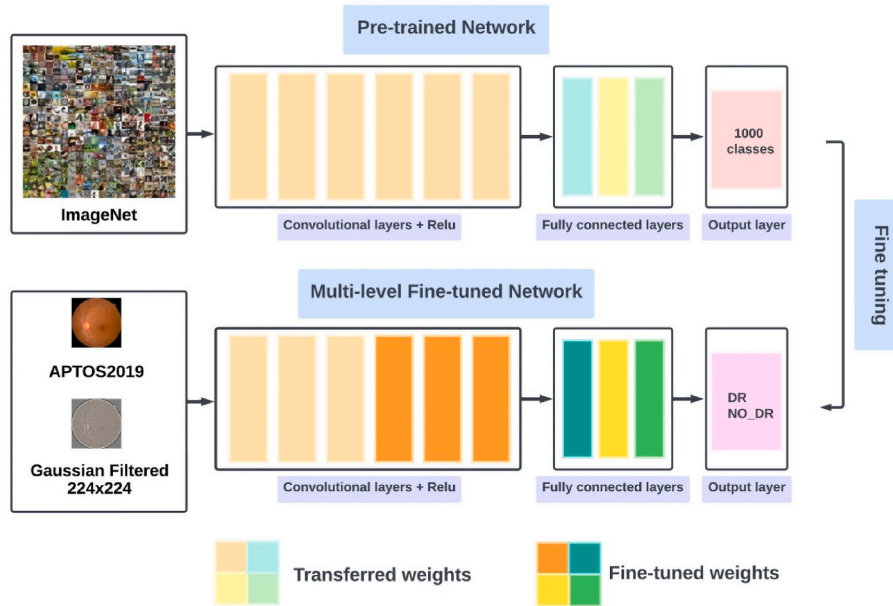 Pre-trained Network
ImageNet
1000
classes
Convolutional layers + Relu
Fully connected layers
Output layer
Fine tuning
Multi-level Fine-tuned Network
APTOS2019
Gaussian Filtered
224x224
DR
NO_DR
Convolutional layers + Relu
Fully connected layers
Output layer
Transferred weights
Fine-tuned weights